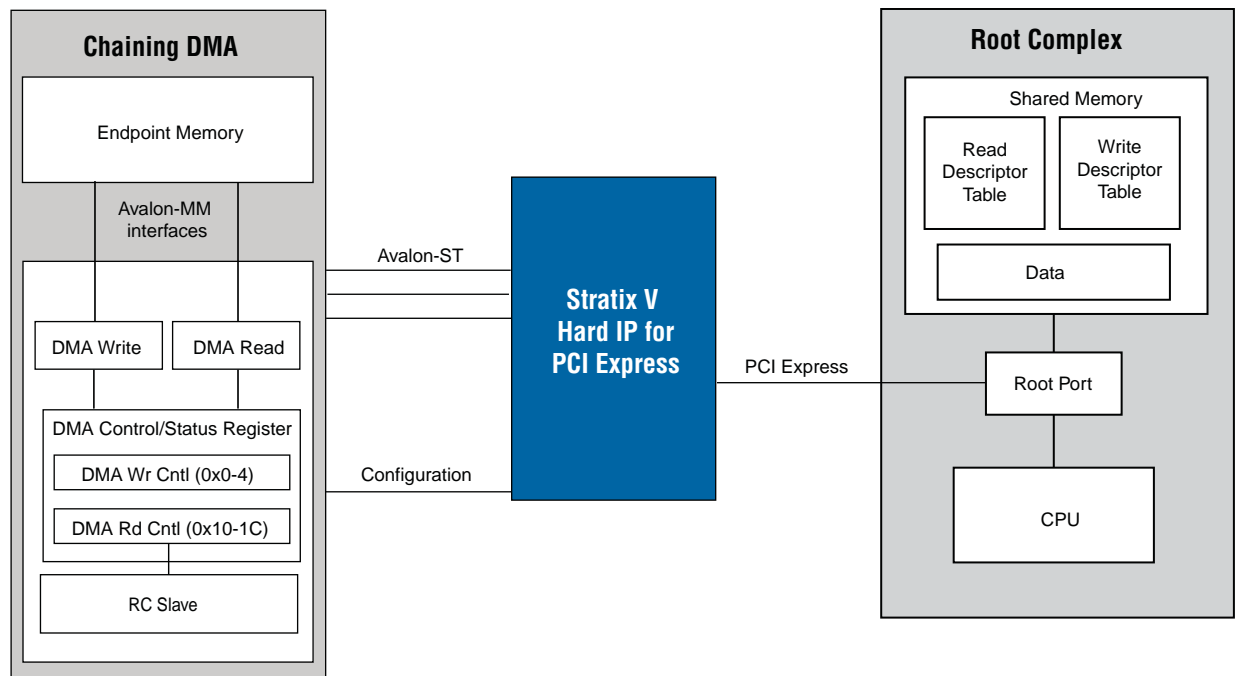 Chaining DMA
Endpoint Memory
Avalon-MM
interfaces
DMA Write
DMA Read
DMA Control/Status Register
DMA Wr Cntl (0x0-4)
DMA Rd Cntl (0x10-1C)
RC Slave
Avalon-ST
Configuration
Stratix V
Hard IP for
PCI Express
PCI Express
Root Complex
Shared Memory
Read
Descriptor
Table
Write
Descriptor
Table
Data
Root Port
CPU